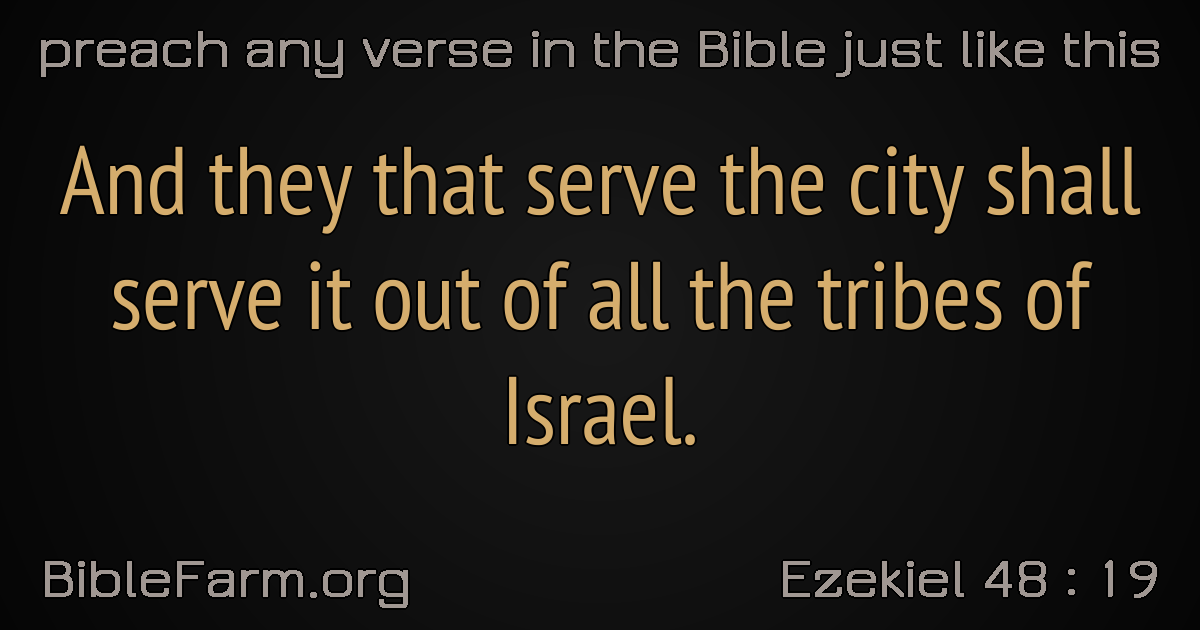 preach any verse in the Bible just like this
And they that serve the city shall
serve it out of all the tribes of
Israel.
BibleFarm.org
Ezekiel 48 : 19